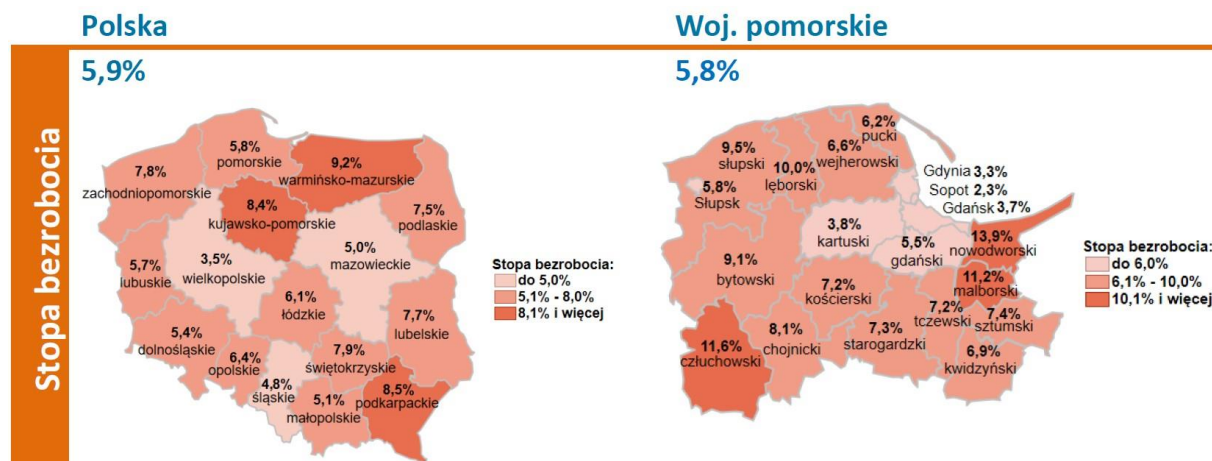 Stopa bezrobocia
Polska
5,9%
5,8%
pomorskie
9,2%
warmińsko-mazurskie
7,8%
zachodniopomorskie
8,4%
kujawsko-pomorskie
7,5%
podlaskie
5,0%
mazowieckie
3,5%
wielkopolskie
5,7%
lubuskie
6,1%
łódzkie
7,7%
lubelskie
5,4%
dolnośląskie
6,4%
opolskie
7,9%
świętokrzyskie
4,8%
śląskie
5,1%
małopolskie
8,5%
podkarpackie
Stopa bezrobocia:
do 5,0%
5,1% - 8,0%
8,1% i więcej
Woj. pomorskie
5,8%
6,2%
pucki
9,5%
słupski
10,0%
lęborski
6,6%
wejherowski
5,8%
Słupsk
Gdynia 3,3%
Sopot 2,3%
Gdańsk 3,7%
3,8%
kartuski
5,5%
gdański
13,9%
nowodworski
9,1%
bytowski
7,2%
kościerski
11,2%
malborski
7,2%
tczewski
7,4%
sztumski
11,6%
człuchowski
8,1%
chojnicki
7,3%
starogardzki
6,9%
kwidzyński
Stopa bezrobocia:
do 6,0%
6,1% - 10,0%
10,1% i więcej